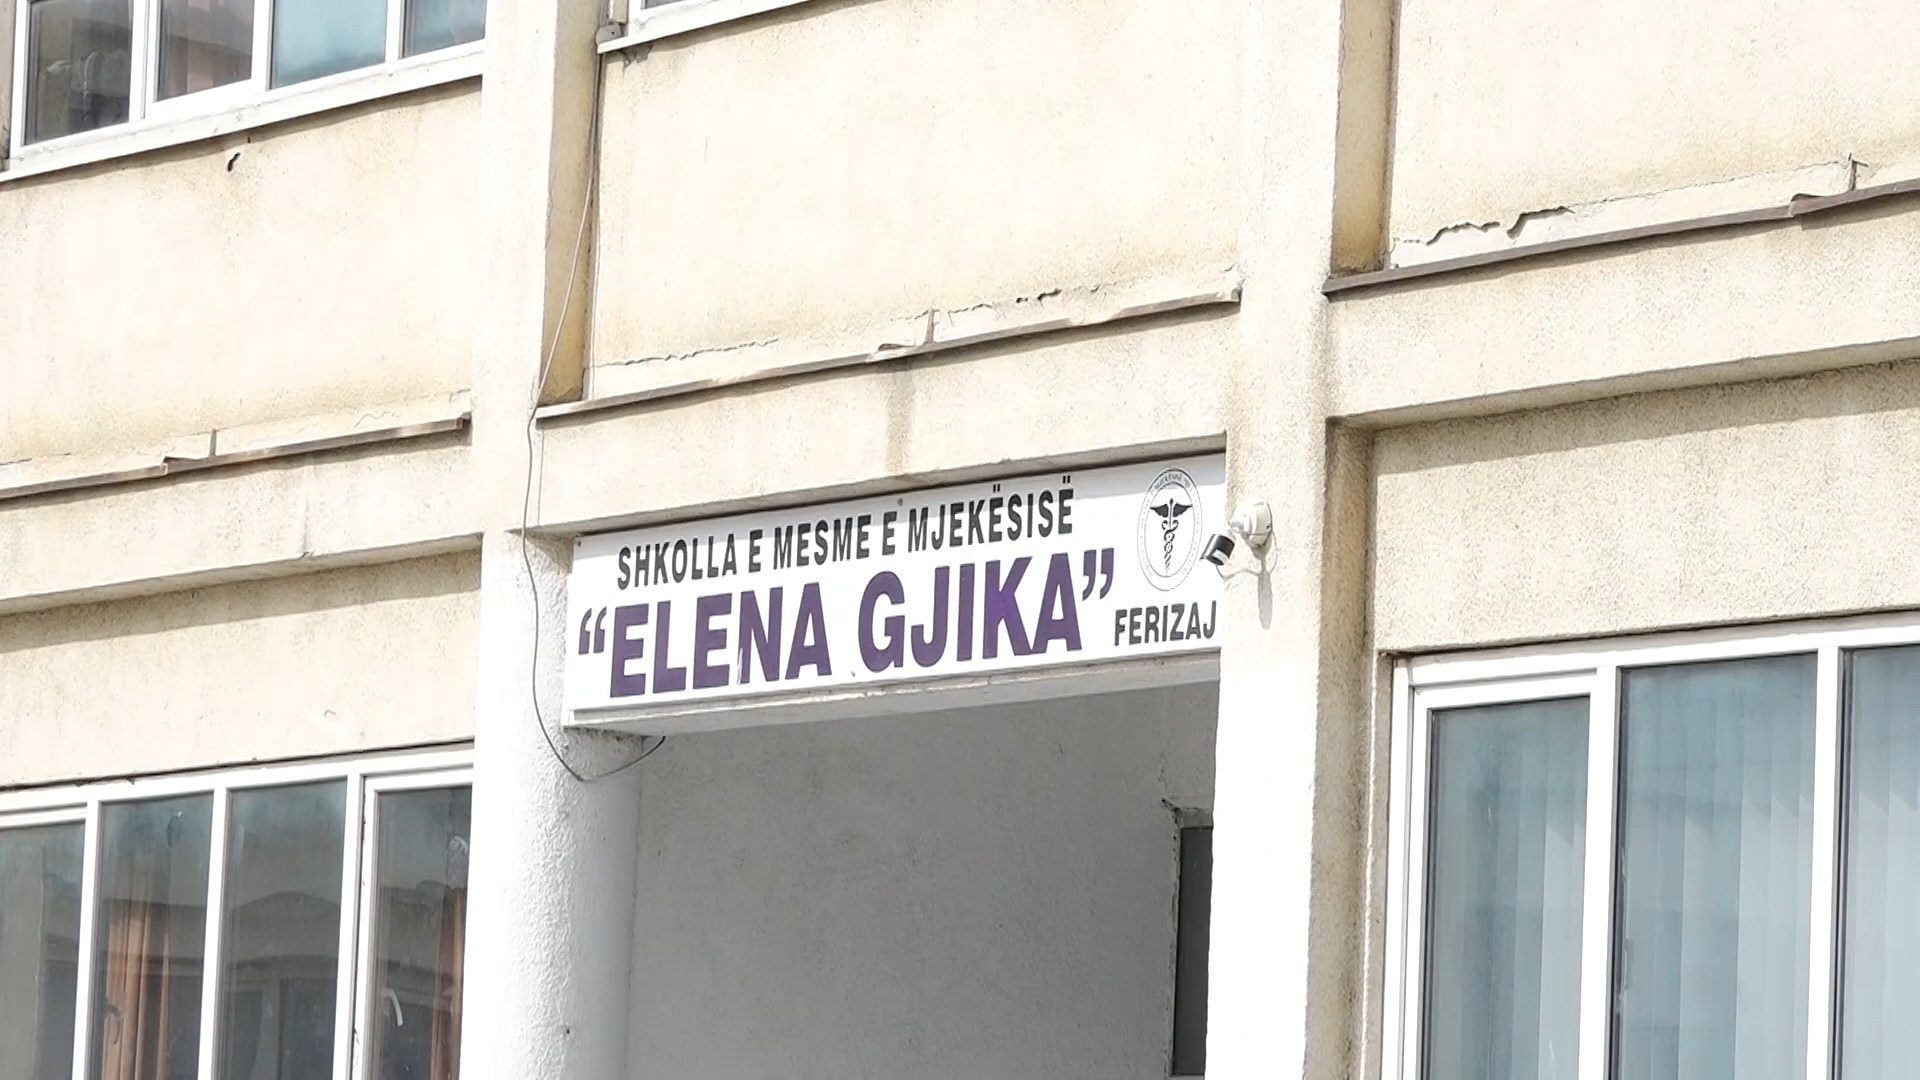 SHKOLLA E MESME E MJEKËSISË
“ELENA GJIKA”
FERIZAJ